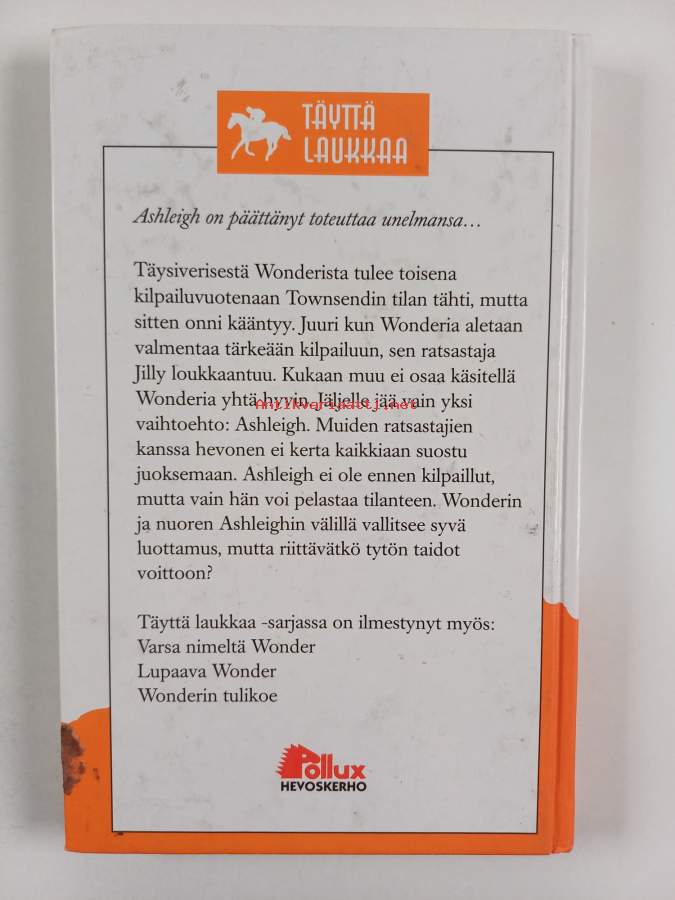 TÄYTTÄ
LAUKKAA
Ashleigh on päättänyt toteuttaa unelmansa…
Täysiverisestä Wonderista tulee toisena
kilpailuvuotenaan Townsendin tilan tähti, mutta
sitten onni kääntyy. Juuri kun Wonderia aletaan
valmentaa tärkeään kilpailuun, sen ratsastaja
Jilly loukkaantuu. Kukaan muu ei osaa käsitellä
Wonderia yhtä hyvin. Jäljelle jää vain yksi
Antikvariaatti.net
vaihtoehto: Ashleigh. Muiden ratsastajien
kanssa hevonen ei kerta kaikkiaan suostu
juoksemaan. Ashleigh ei ole ennen kilpaillut,
mutta vain hän voi pelastaa tilanteen. Wonderin
ja nuoren Ashleighin välillä vallitsee syvä
luottamus, mutta riittävätkö tytön taidot
voittoon?
Täyttä laukkaa -sarjassa on ilmestynyt myös:
Varsa nimeltä Wonder
Lupaava Wonder
Wonderin tulikoe
Pollux
HEVOSKERHO